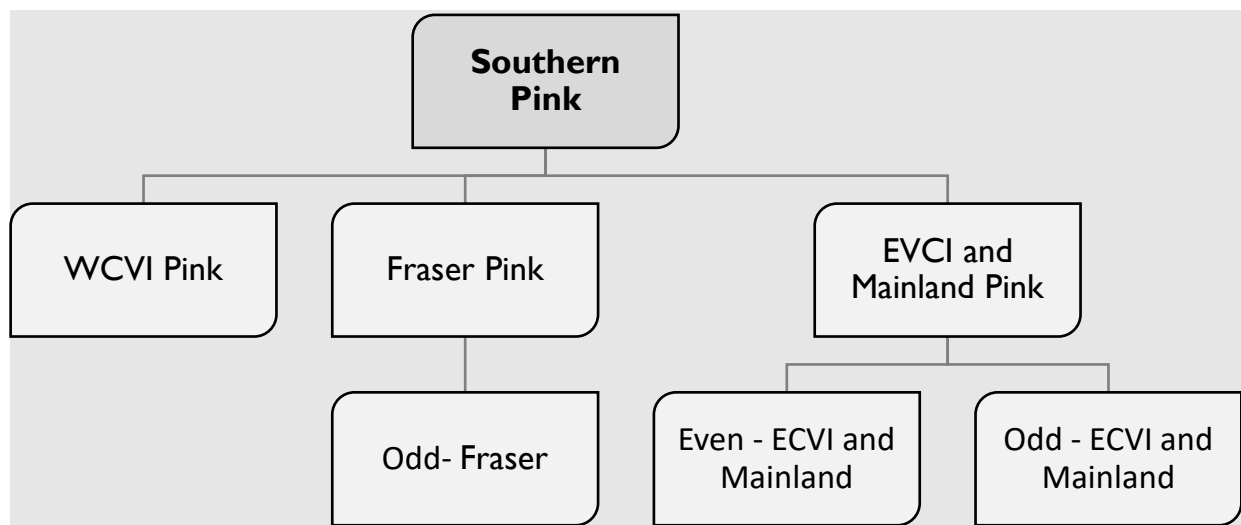 Southern
Pink
WCVI Pink
Fraser Pink
EVCI and
Mainland Pink
Odd- Fraser
Even - ECVI and
Mainland
Odd - ECVI and
Mainland